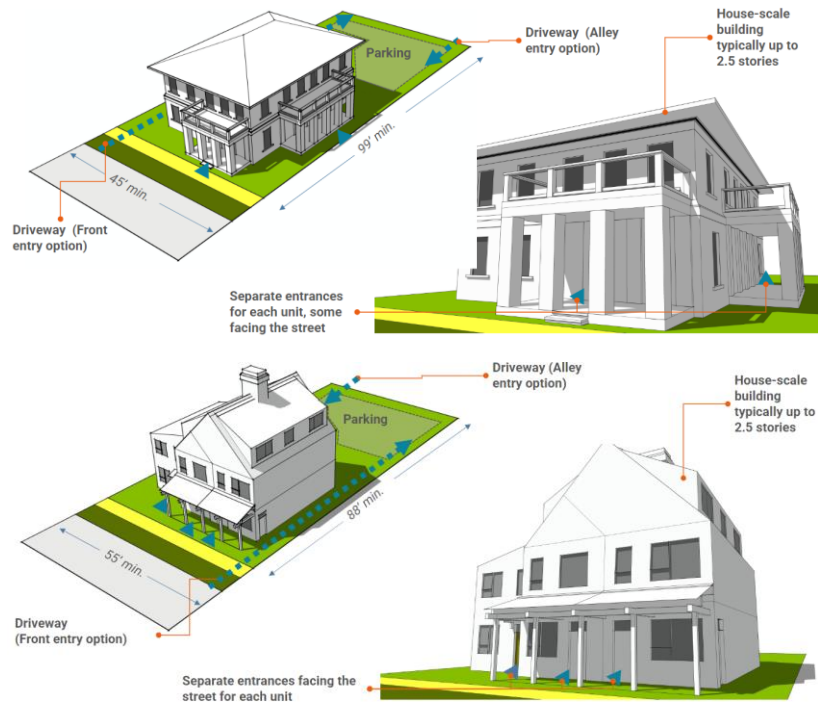 House-scale
building
typically up to
2.5 stories
Driveway (Alley
entry option)
Parking
99' min.
45' min.
Driveway (Front
entry option)
Separate entrances
for each unit, some
facing the street
Driveway (Alley
entry option)
House-scale
building
typically up to
2.5 stories
Parking
88' min.
55' min.
Driveway
(Front entry option)
Separate entrances facing the
street for each unit